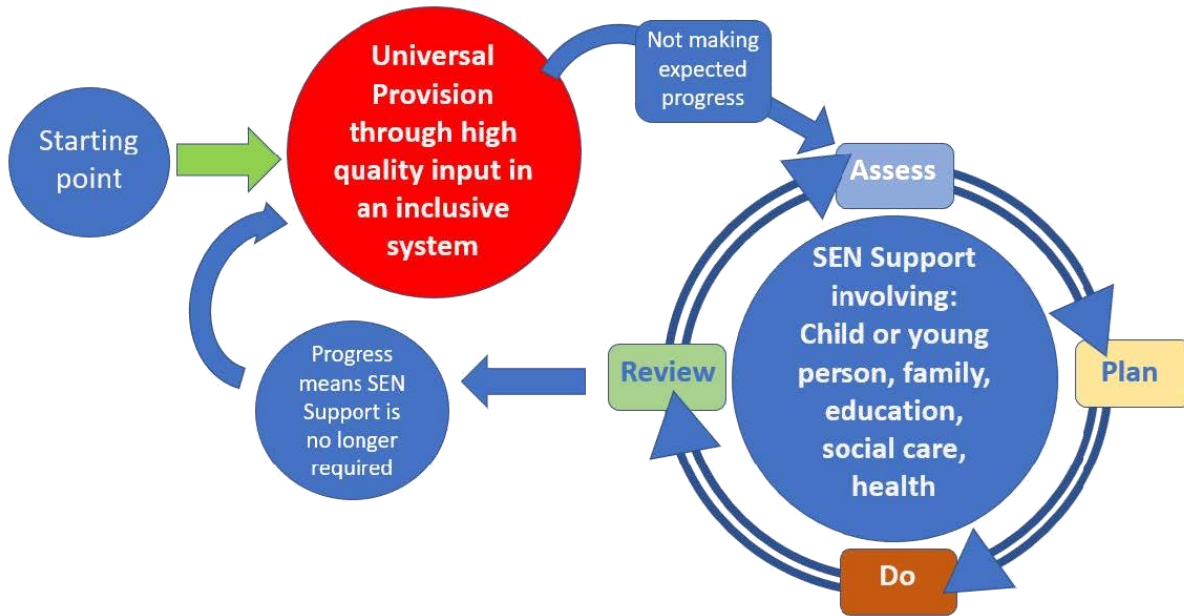 Starting
point
Universal
Provision
through high
quality input in
an inclusive
system
Not making
expected
progress
Assess
Plan
Do
Review
SEN Support
involving:
Child or young
person, family,
education,
social care,
health
Progress
means SEN
Support is
no longer
required